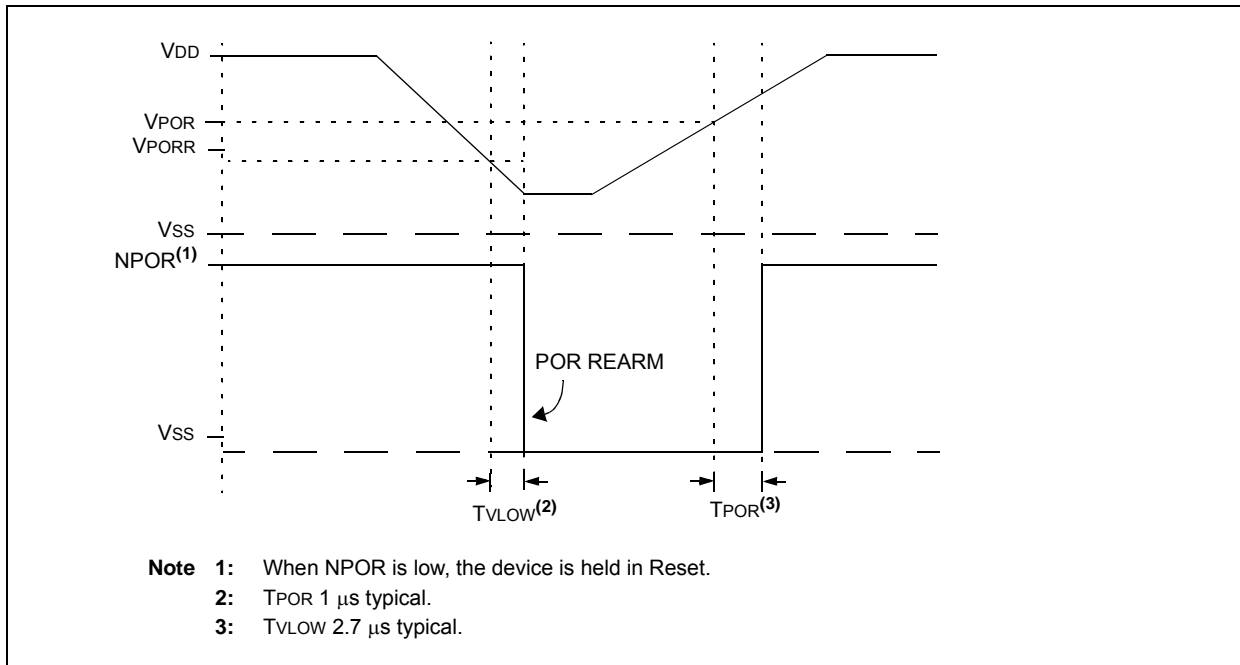 VDD
VPOR
VPORR
VSS
NPOR(1)
POR REARM
VSS
TVLOW(2)
TPOR(3)
Note 1: When NPOR is low, the device is held in Reset.
2: TPOR 1 μs typical.
3: TVLOW 2.7 μs typical.